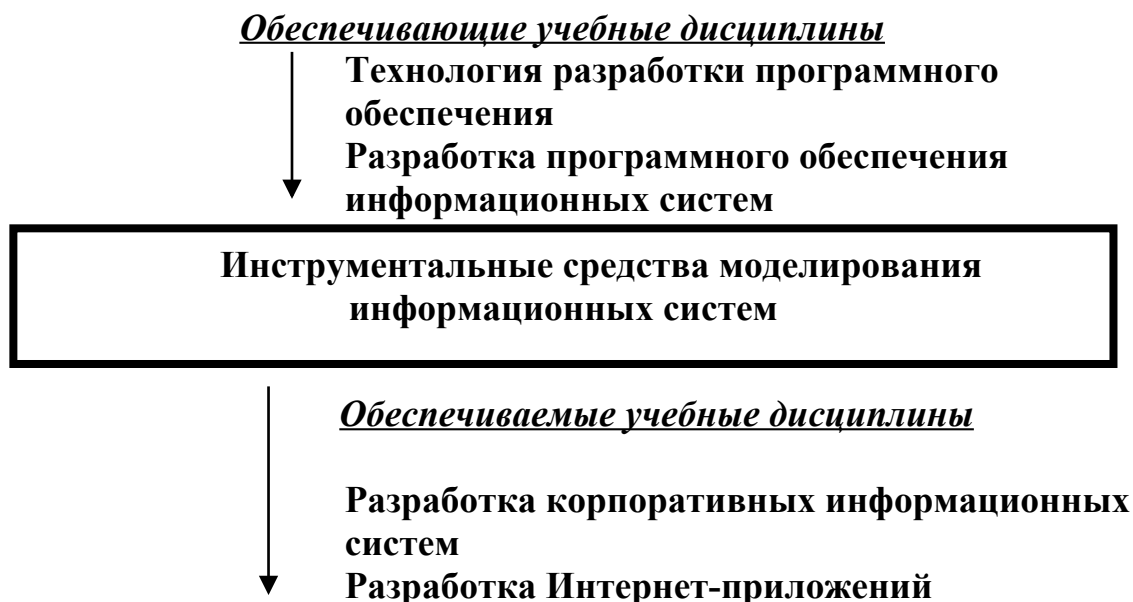 Обеспечивающие учебные дисциплины
Технология разработки программного
обеспечения
Разработка программного обеспечения
информационных систем
Инструментальные средства моделирования
информационных систем
Обеспечиваемые учебные дисциплины
Разработка корпоративных информационных
систем
Разработка Интернет-приложений